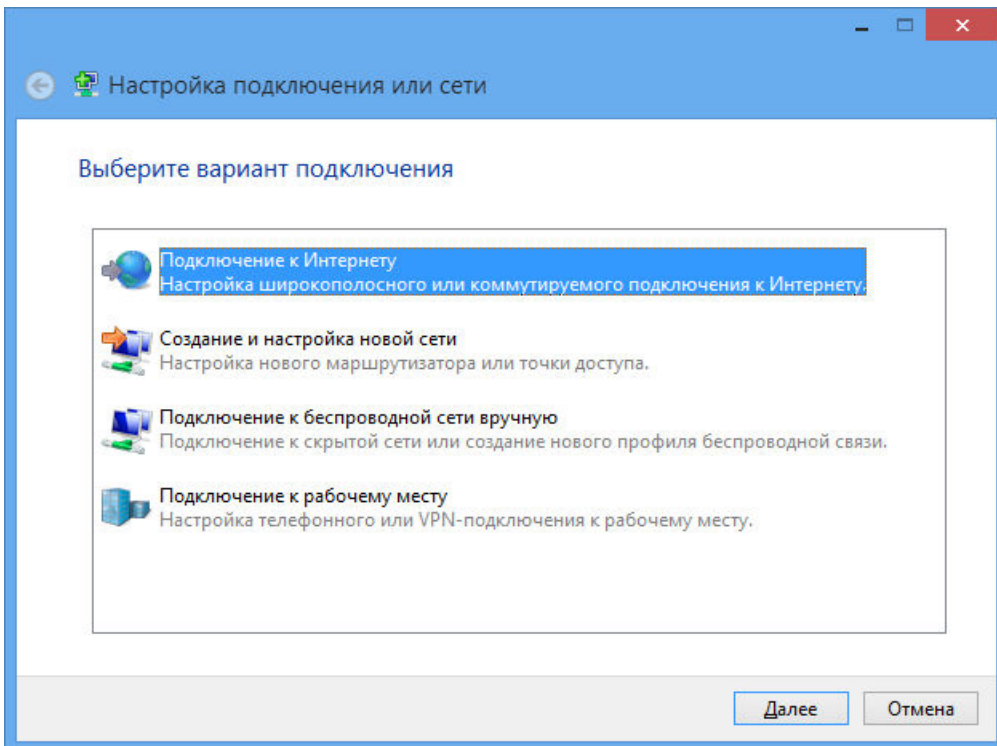 Настройка подключения или сети
Выберите вариант подключения
Подключение к Интернету
Настройка широкополосного или коммутируемого подключения к Интернету.
Создание и настройка новой сети
Настройка нового маршрутизатора или точки доступа.
Подключение к беспроводной сети вручную
Подключение к скрытой сети или создание нового профиля беспроводной связи.
Подключение к рабочему месту
Настройка телефонного или VPN-подключения к рабочему месту.
Далее
Отмена